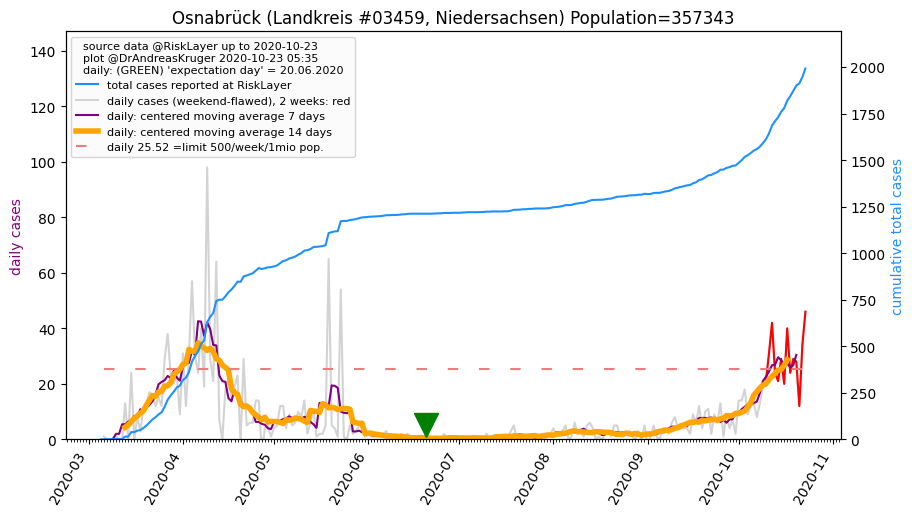 Osnabrück (Landkreis #03459, Niedersachsen) Population=357343
source data @RiskLayer up to 2020-10-23
plot @DrAndreasKruger 2020-10-23 05:35
daily: (GREEN) 'expectation day' = 20.06.2020
total cases reported at RiskLayer
daily cases (weekend-flawed), 2 weeks: red
daily: centered moving average 7 days
daily: centered moving average 14 days
daily 25.52 =limit 500/week/1mio pop.
daily cases
140
120
100
80
60
40
20
0
cumulative total cases
2000
1750
1500
1250
1000
750
500
250
0
2020-03
2020-04
2020-05
2020-06
2020-07
2020-08
2020-09
2020-10
2020-11